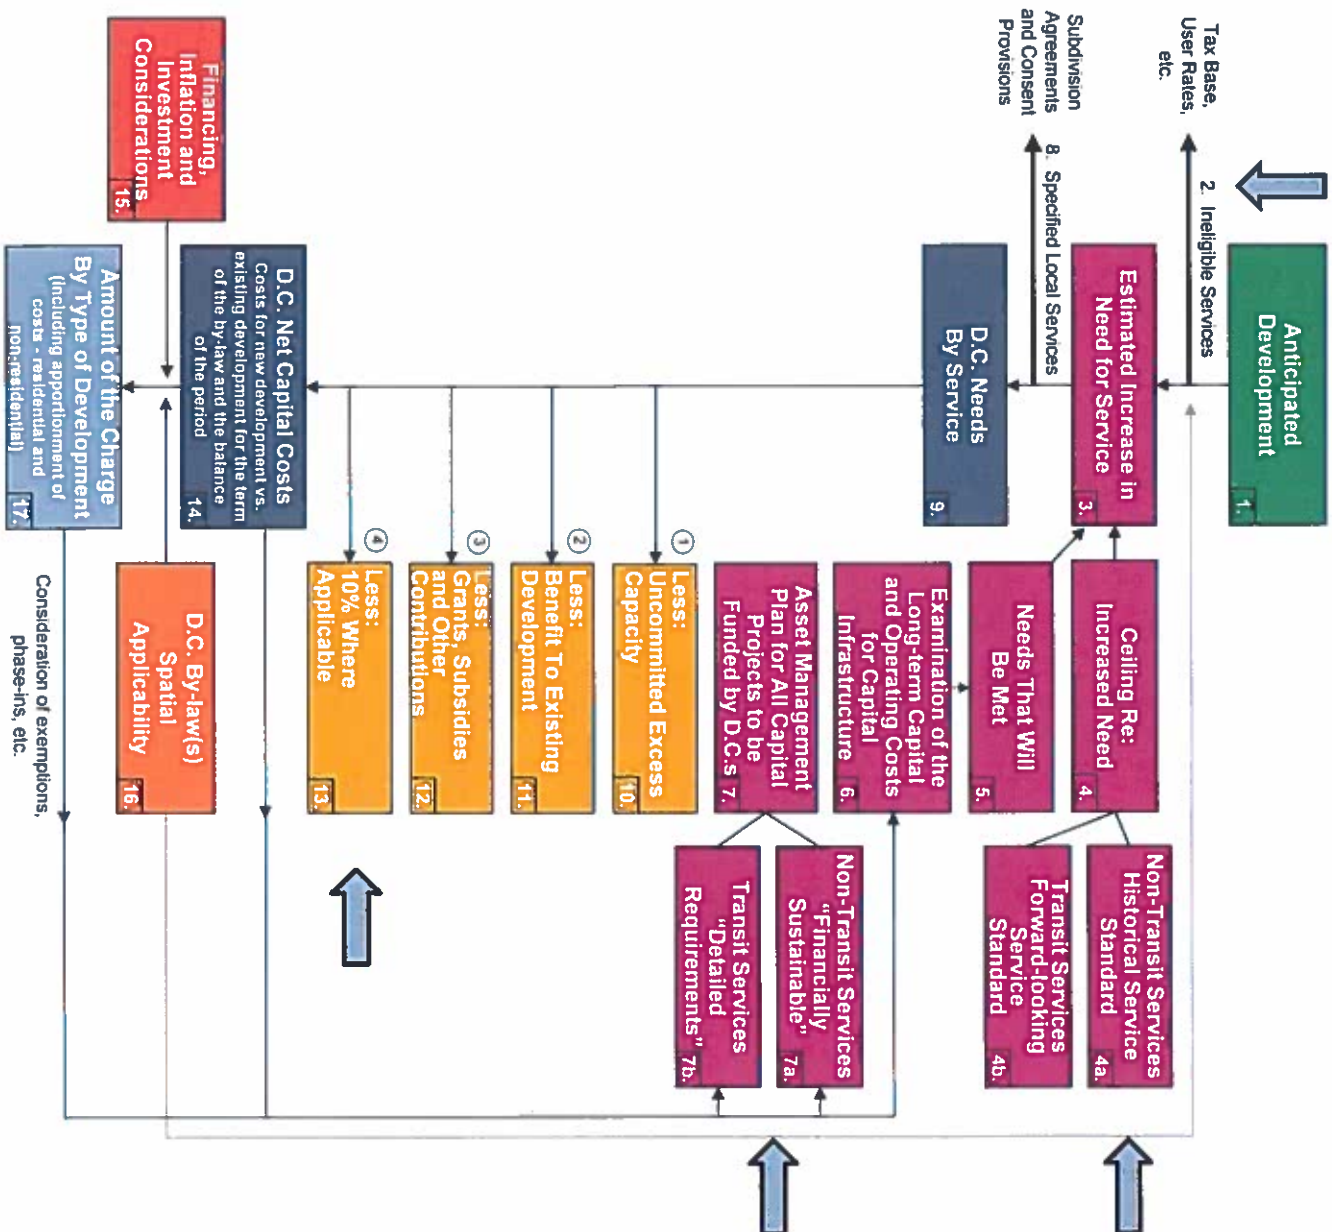 Anticipated
Development
1.
2. Ineligible Services
Tax Base,
User Rates,
etc.
Estimated Increase in
Need for Service
3.
Ceiling Re:
Increased Need
4.
Non-Transit Services
Historical Service
Standard
4a.
Transit Services
Forward-looking
Service
Standard
4b.
Needs That Will
Be Met
5.
Examination of the
Long-term Capital
and Operating Costs
for Capital
Infrastructure
6.
Asset Management
Plan for All Capital
Projects to be
Funded by D.C.s
7.
Non-Transit Services
"Financially
Sustainable"
7a.
Transit Services
"Detailed
Requirements"
7b.
8. Specified Local Services
Subdivision
Agreements
and Consent
Provisions
D.C. Needs
By Service
9.
1
Less:
Uncommitted Excess
Capacity
10.
2
Less:
Benefit To Existing
Development
11.
3
Less:
Grants, Subsidies
and Other
Contributions
12.
4
Less:
10% Where
Applicable
13.
D.C. Net Capital Costs
Costs for new development vs.
existing development for the term
of the by-law and the balance
of the period
14.
Financing,
Inflation and
Investment
Considerations
15.
D.C. By-law(s)
Spatial
Applicability
16.
Amount of the Charge
By Type of Development
(including apportionment of
costs - residential and
non-residential)
17.
Consideration of exemptions,
phase-ins, etc.